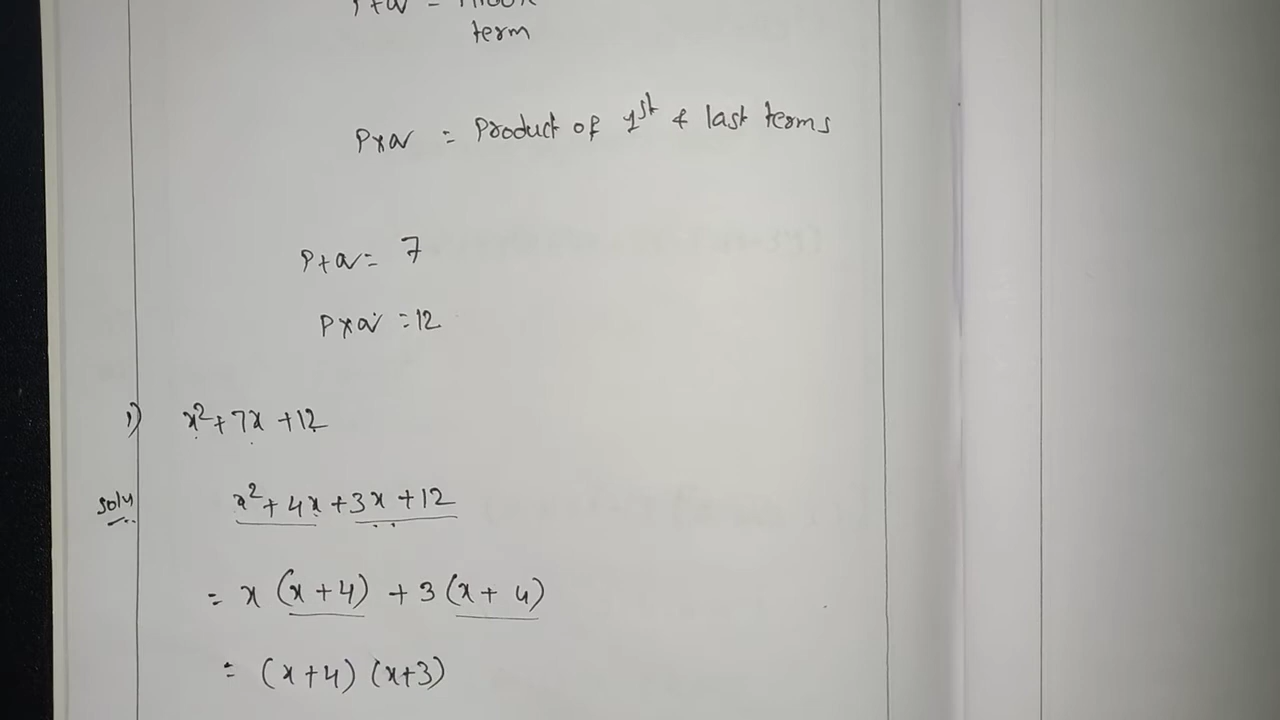 term
P×Q = Product of 1st & last terms
P+Q = 7
P×Q = 12
1) x²+7x+12
Soln x²+4x+3x+12
= x (x+4) +3 (x+4)
= (x+4) (x+3)